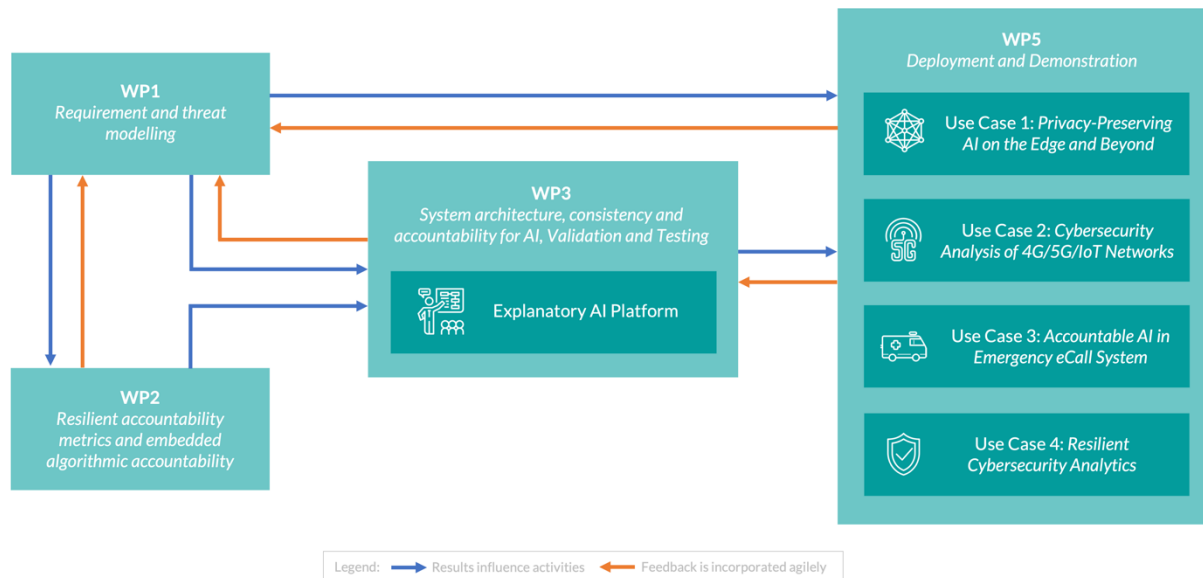 WP1
Requirement and threat
modelling
WP2
Resilient accountability
metrics and embedded
algorithmic accountability
WP3
System architecture, consistency and
accountability for AI, Validation and Testing
Explanatory AI Platform
WP5
Deployment and Demonstration
Use Case 1: Privacy-Preserving
AI on the Edge and Beyond
5G
Use Case 2: Cybersecurity
Analysis of 4G/5G/IoT Networks
Use Case 3: Accountable AI in
Emergency eCall System
Use Case 4: Resilient
Cybersecurity Analytics
Legend: Results influence activities Feedback is incorporated agilely